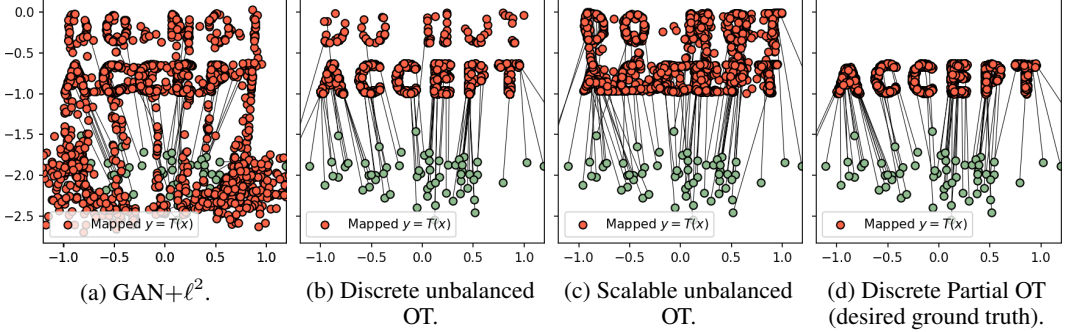 0.0
−0.5
−1.0
−1.5
−2.0
−2.5
ACCEPT
ACCEPT
Mapped y = T(x)
Mapped y = T(x)
Mapped y = T(x)
Mapped y = T(x)
−1.0 −0.5 0.0 0.5 1.0
−1.0 −0.5 0.0 0.5 1.0
−1.0 −0.5 0.0 0.5 1.0
−1.0 −0.5 0.0 0.5 1.0
(a) GAN+ℓ².
(b) Discrete unbalanced
OT.
(c) Scalable unbalanced
OT.
(d) Discrete Partial OT
(desired ground truth).